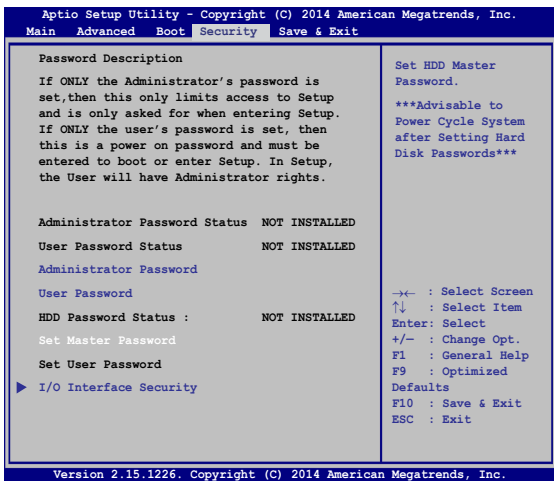 Aptio Setup Utility - Copyright (C) 2014 American Megatrends, Inc.
Main Advanced Boot Security Save & Exit
Password Description
If ONLY the Administrator's password is
set,then this only limits access to Setup
and is only asked for when entering Setup.
If ONLY the user's password is set, then
this is a power on password and must be
entered to boot or enter Setup. In Setup,
the User will have Administrator rights.
Administrator Password Status NOT INSTALLED
User Password Status NOT INSTALLED
Administrator Password
User Password
HDD Password Status : NOT INSTALLED
Set Master Password
Set User Password
I/O Interface Security
Set HDD Master
Password.
***Advisable to
Power Cycle System
after Setting Hard
Disk Passwords***
→← : Select Screen
↑↓ : Select Item
Enter: Select
+/— : Change Opt.
F1 : General Help
F9 : Optimized
Defaults
F10 : Save & Exit
ESC : Exit
Version 2.15.1226. Copyright (C) 2014 American Megatrends, Inc.